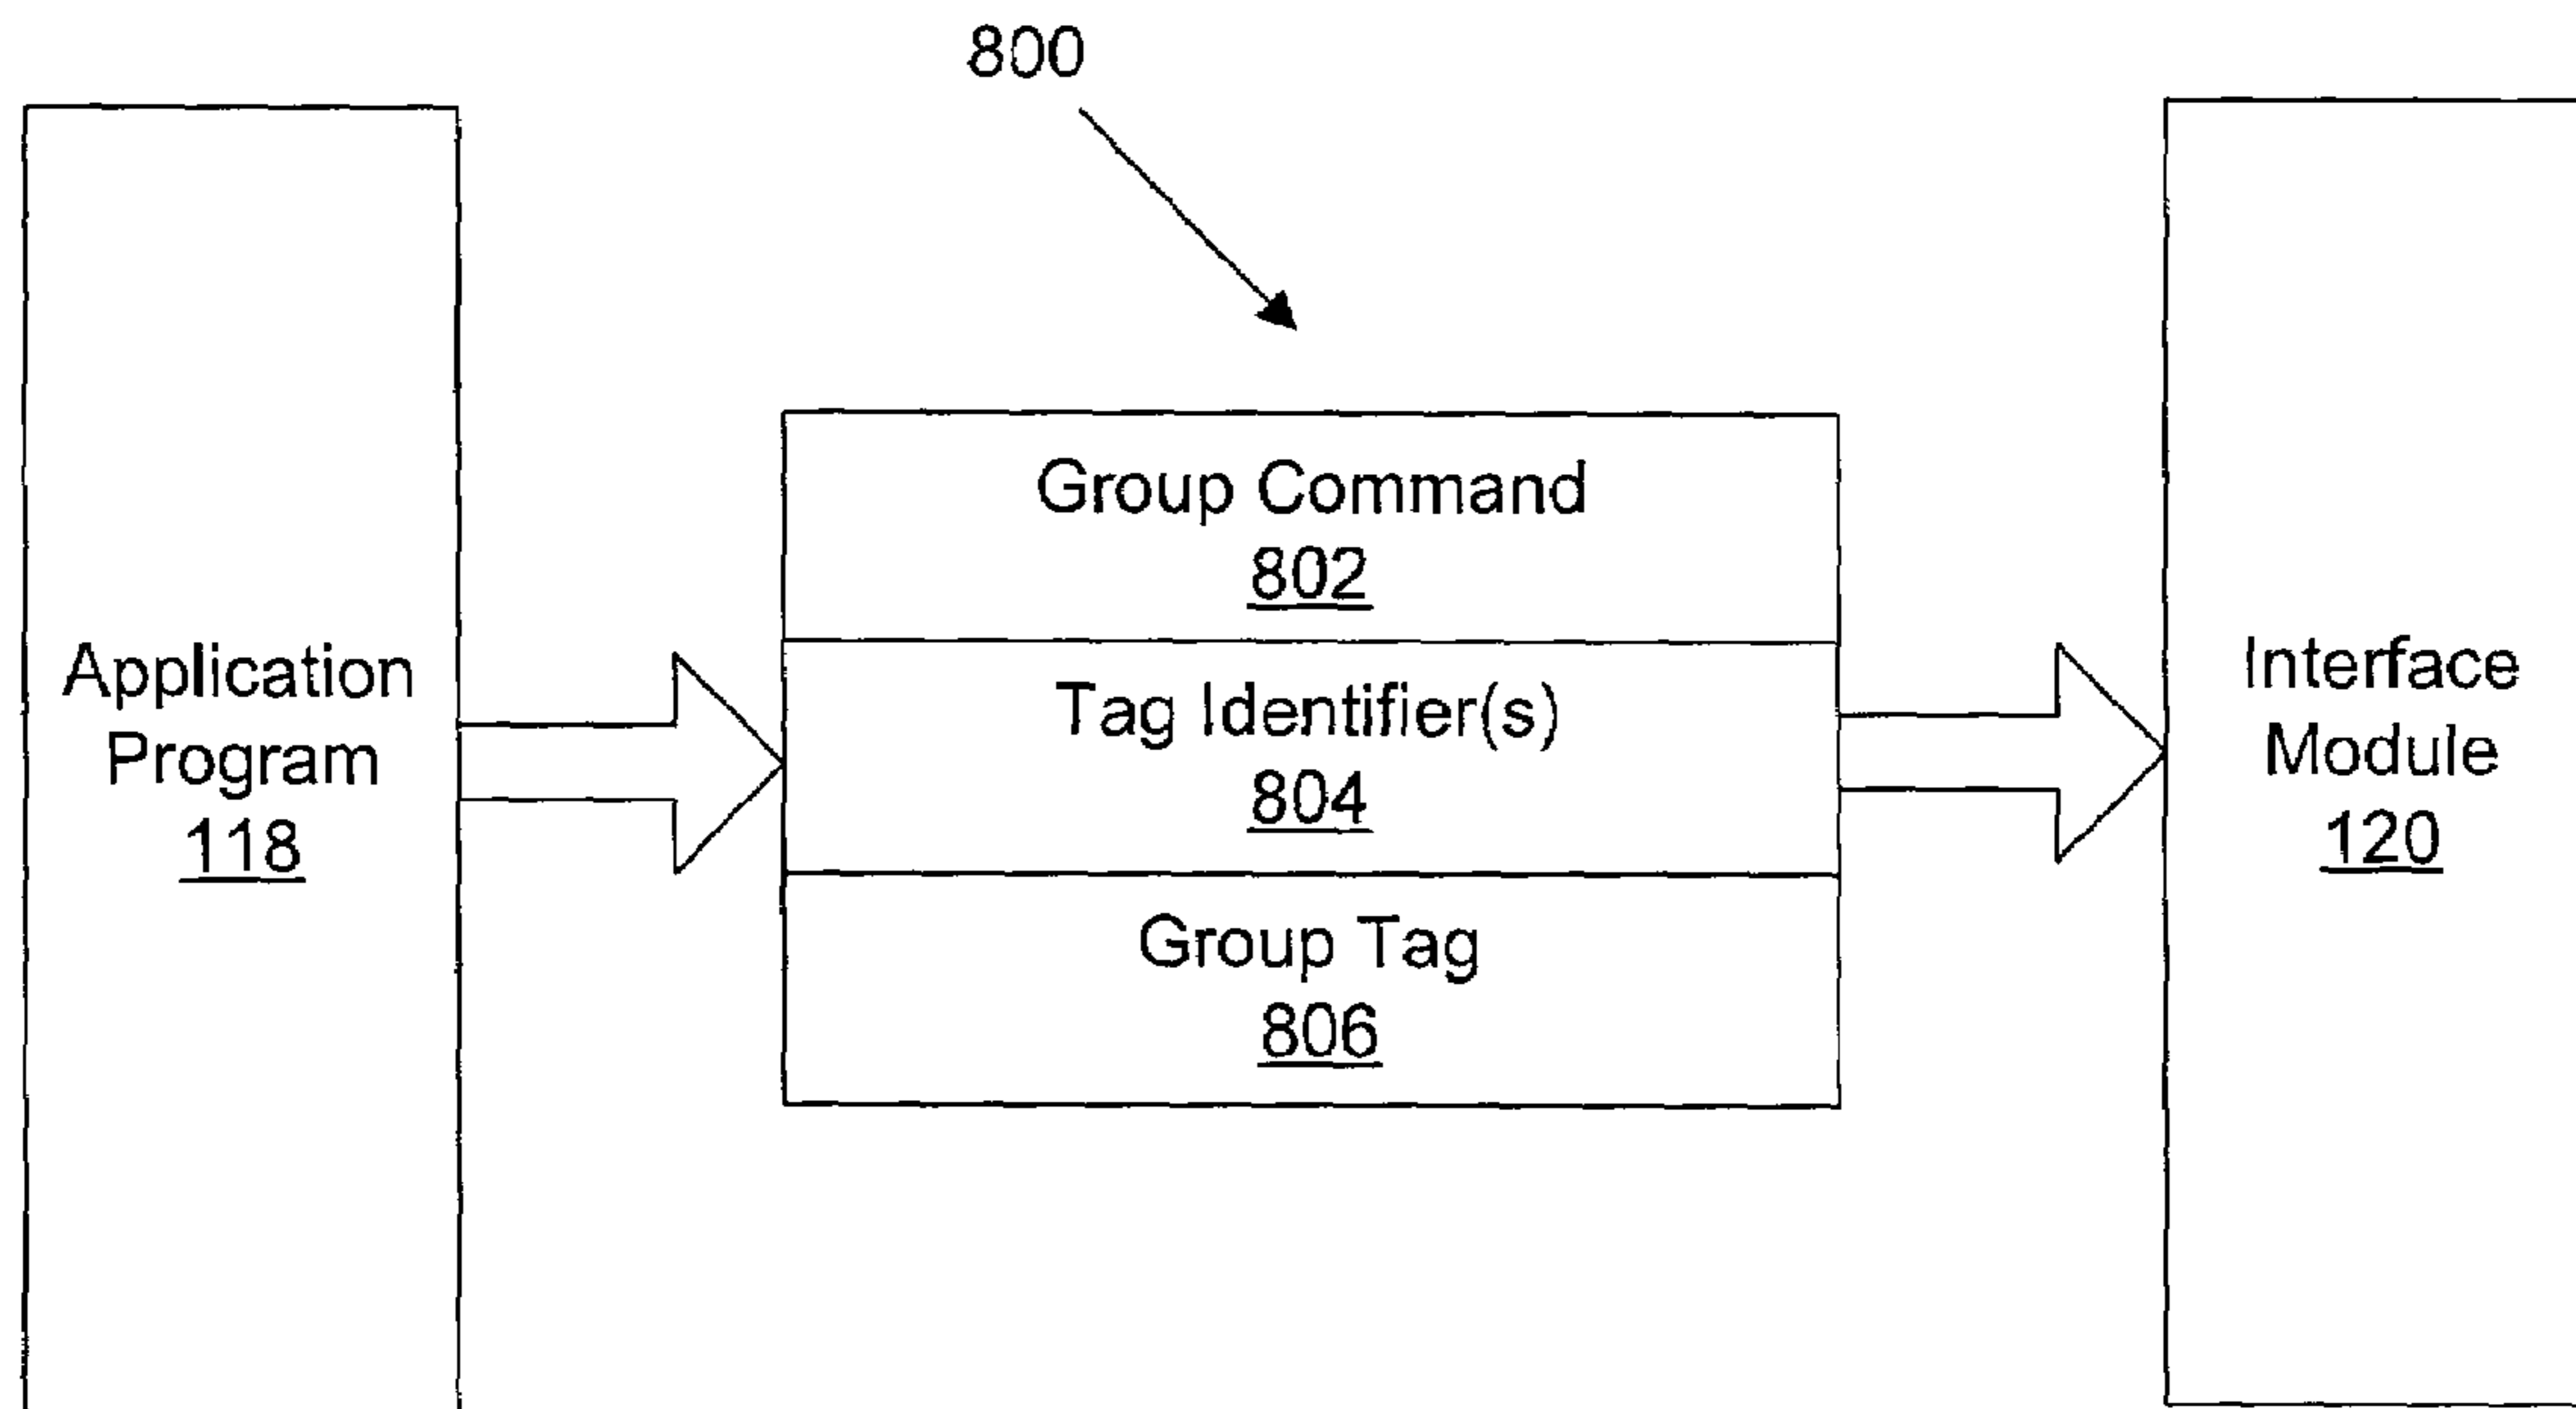 800
Application
Program
118
Group Command
802
Tag Identifier(s)
804
Group Tag
806
Interface
Module
120